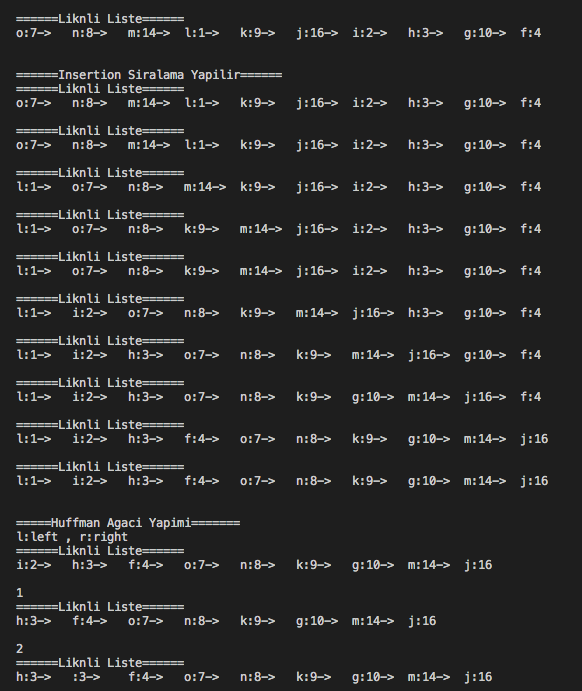 ======Liknli Liste======
o:7-> n:8-> m:14-> l:1-> k:9-> j:16-> i:2-> h:3-> g:10-> f:4
======Insertion Siralama Yapilir======
======Liknli Liste======
o:7-> n:8-> m:14-> l:1-> k:9-> j:16-> i:2-> h:3-> g:10-> f:4
======Liknli Liste======
o:7-> n:8-> m:14-> l:1-> k:9-> j:16-> i:2-> h:3-> g:10-> f:4
======Liknli Liste======
l:1-> o:7-> n:8-> m:14-> k:9-> j:16-> i:2-> h:3-> g:10-> f:4
======Liknli Liste======
l:1-> o:7-> n:8-> k:9-> m:14-> j:16-> i:2-> h:3-> g:10-> f:4
======Liknli Liste======
l:1-> o:7-> n:8-> k:9-> m:14-> j:16-> i:2-> h:3-> g:10-> f:4
======Liknli Liste======
l:1-> i:2-> o:7-> n:8-> k:9-> m:14-> j:16-> h:3-> g:10-> f:4
======Liknli Liste======
l:1-> i:2-> h:3-> o:7-> n:8-> k:9-> m:14-> j:16-> g:10-> f:4
======Liknli Liste======
l:1-> i:2-> h:3-> o:7-> n:8-> k:9-> g:10-> m:14-> j:16-> f:4
======Liknli Liste======
l:1-> i:2-> h:3-> f:4-> o:7-> n:8-> k:9-> g:10-> m:14-> j:16
======Liknli Liste======
l:1-> i:2-> h:3-> f:4-> o:7-> n:8-> k:9-> g:10-> m:14-> j:16
=====Huffman Agaci Yapimi=======
l:left , r:right
======Liknli Liste======
i:2-> h:3-> f:4-> o:7-> n:8-> k:9-> g:10-> m:14-> j:16
1
======Liknli Liste======
h:3-> f:4-> o:7-> n:8-> k:9-> g:10-> m:14-> j:16
2
======Liknli Liste======
h:3-> :3-> f:4-> o:7-> n:8-> k:9-> g:10-> m:14-> j:16